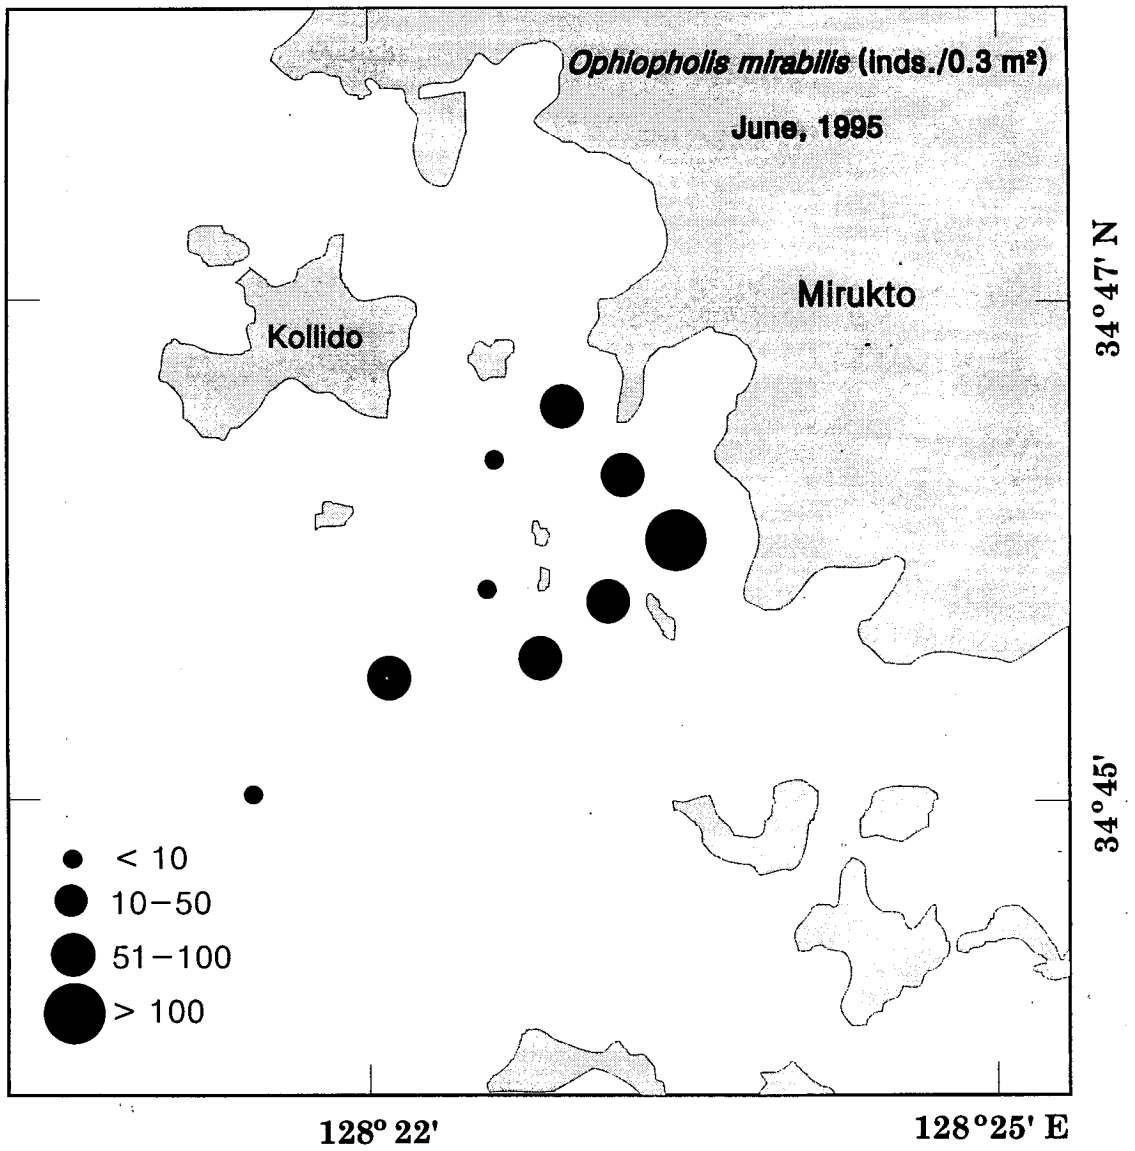 Ophiopholis mirabilis (inds./0.3 m²)
June, 1995
Mirukto
Kollido
34°47' N
34°45'
< 10
10-50
51-100
> 100
128° 22'
128°25' E